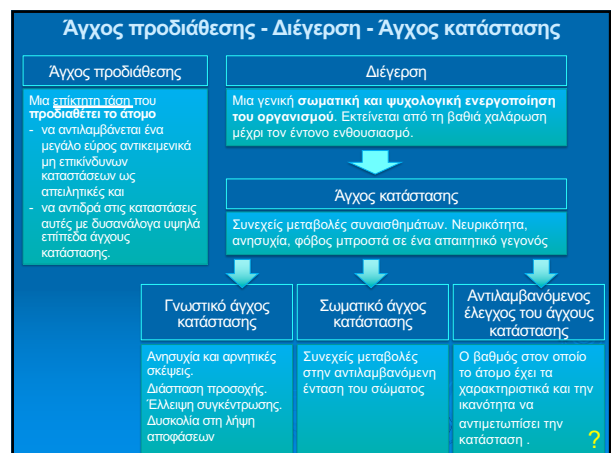 Άγχος προδιάθεσης - Διέγερση - Άγχος κατάστασης
Άγχος προδιάθεσης
Μια επίκτητη τάση που
προδιαθέτει το άτομο
- να αντιλαμβάνεται ένα
μεγάλο εύρος αντικειμενικά
μη επικίνδυνων
καταστάσεων ως
απειλητικές και
- να αντιδρά στις καταστάσεις
αυτές με δυσανάλογα υψηλά
επίπεδα άγχους
κατάστασης.
Διέγερση
Μια γενική σωματική και ψυχολογική ενεργοποίηση
του οργανισμού. Εκτείνεται από τη βαθιά χαλάρωση
μέχρι τον έντονο ενθουσιασμό.
Άγχος κατάστασης
Συνεχείς μεταβολές συναισθημάτων. Νευρικότητα,
ανησυχία, φόβος μπροστά σε ένα απαιτητικό γεγονός
Γνωστικό άγχος
κατάστασης
Ανησυχία και αρνητικές
σκέψεις.
Διάσπαση προσοχής.
Έλλειψη συγκέντρωσης.
Δυσκολία στη λήψη
αποφάσεων
Σωματικό άγχος
κατάστασης
Συνεχείς μεταβολές
στην αντιλαμβανόμενη
ένταση του σώματος
Αντιλαμβανόμενος
έλεγχος του άγχους
κατάστασης
Ο βαθμός στον οποίο
το άτομο έχει τα
χαρακτηριστικά και την
ικανότητα να
αντιμετωπίσει την
κατάσταση .
?